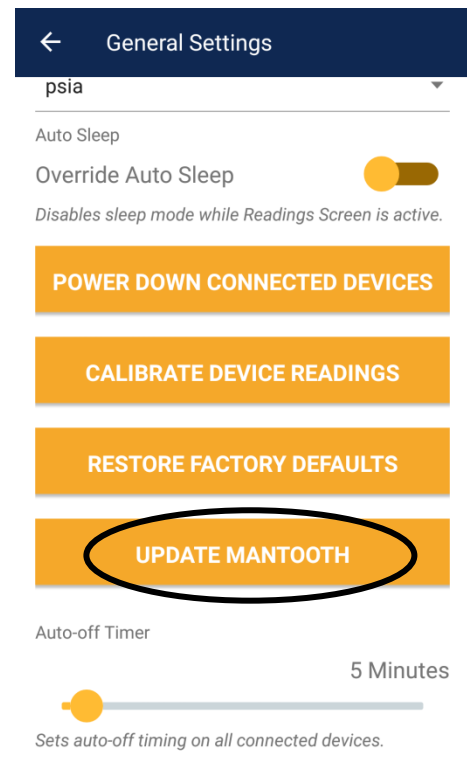 General Settings
psia
Auto Sleep
Override Auto Sleep
Disables sleep mode while Readings Screen is active.
POWER DOWN CONNECTED DEVICES
CALIBRATE DEVICE READINGS
RESTORE FACTORY DEFAULTS
UPDATE MANTOOTH
Auto-off Timer
5 Minutes
Sets auto-off timing on all connected devices.